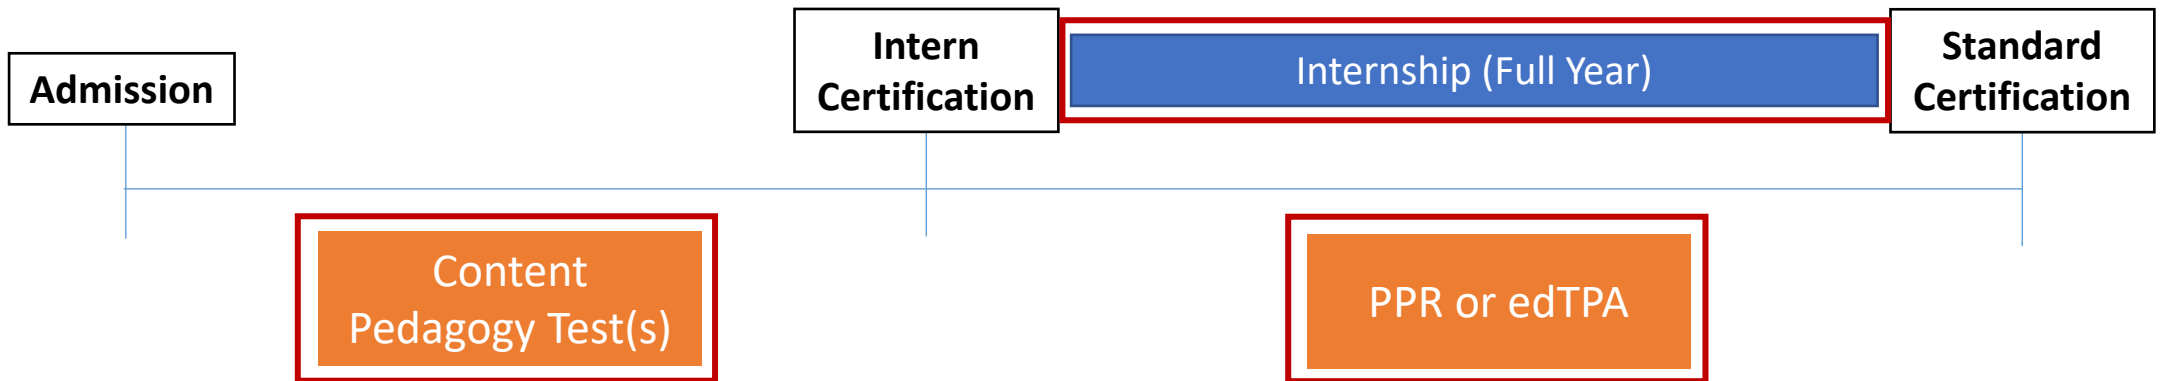 Admission
Intern
Certification
Internship (Full Year)
Standard
Certification
Content
Pedagogy Test(s)
PPR or edTPA